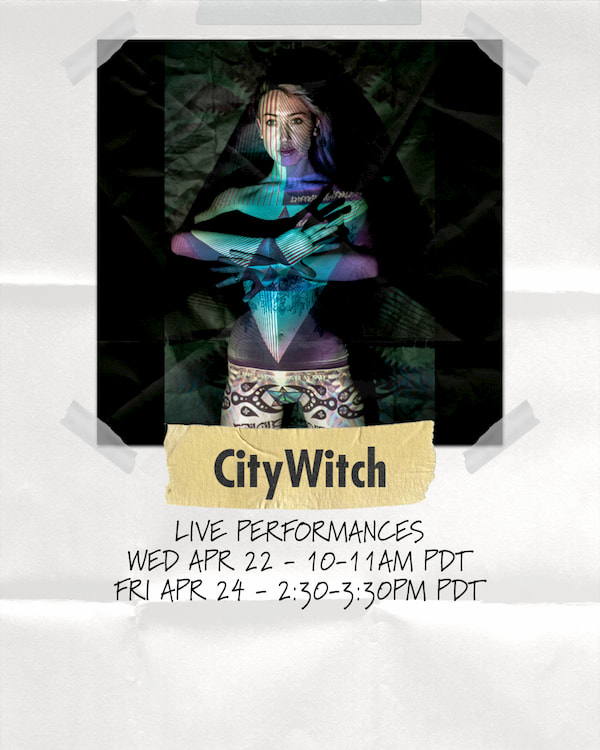 CityWitch
LIVE PERFORMANCES
WED APR 22 - 10-11AM PDT
FRI APR 24 - 2:30-3:30PM PDT